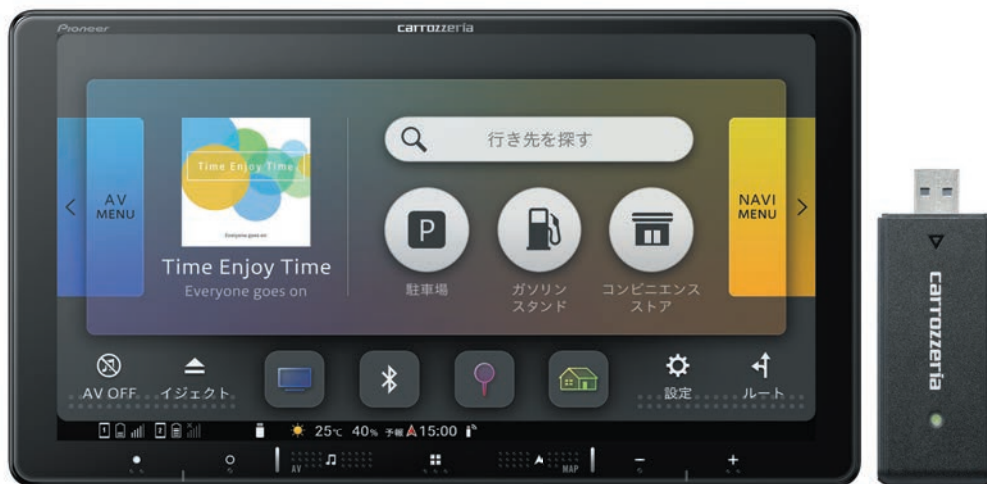 Pioneer
carrozzeria
AV
MENU
Time Enjoy Time
Everyone goes on
Time Enjoy Time
Everyone goes on
行き先を探す
P
駐車場
ガソリン
スタンド
コンビニエンス
ストア
NAVI
MENU
AV OFF
イジェクト
設定
ルート
1
2
25℃ 40% 予報 15:00
AV
MAP
carrozzeria